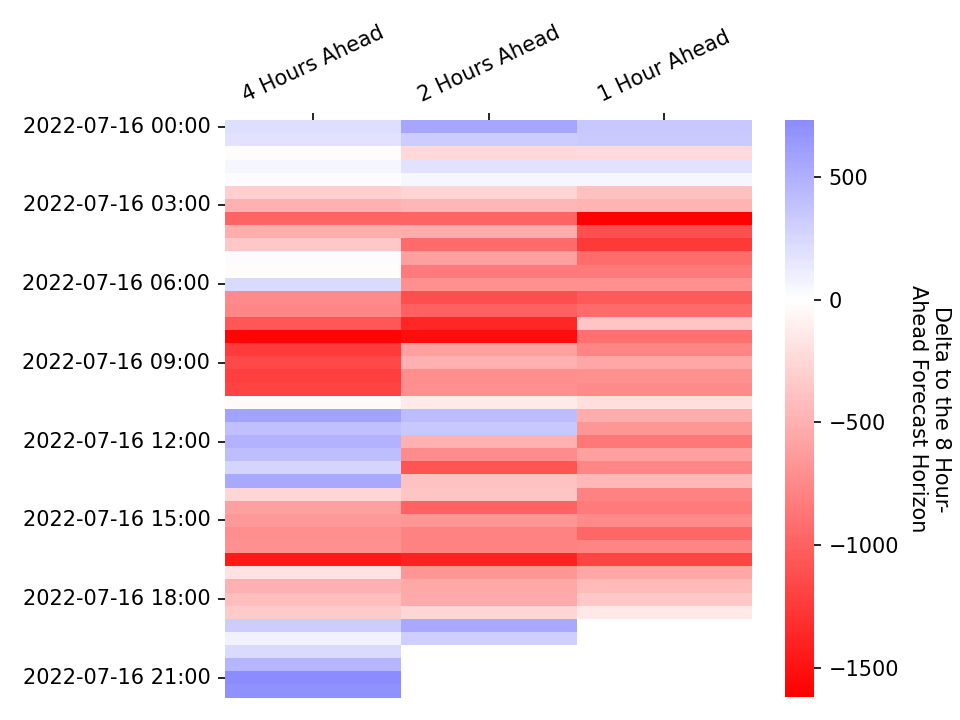 4 Hours Ahead
2 Hours Ahead
1 Hour Ahead
2022-07-16 00:00
2022-07-16 03:00
2022-07-16 06:00
2022-07-16 09:00
2022-07-16 12:00
2022-07-16 15:00
2022-07-16 18:00
2022-07-16 21:00
500
0
−500
−1000
−1500
Delta to the 8 Hour-
Ahead Forecast Horizon